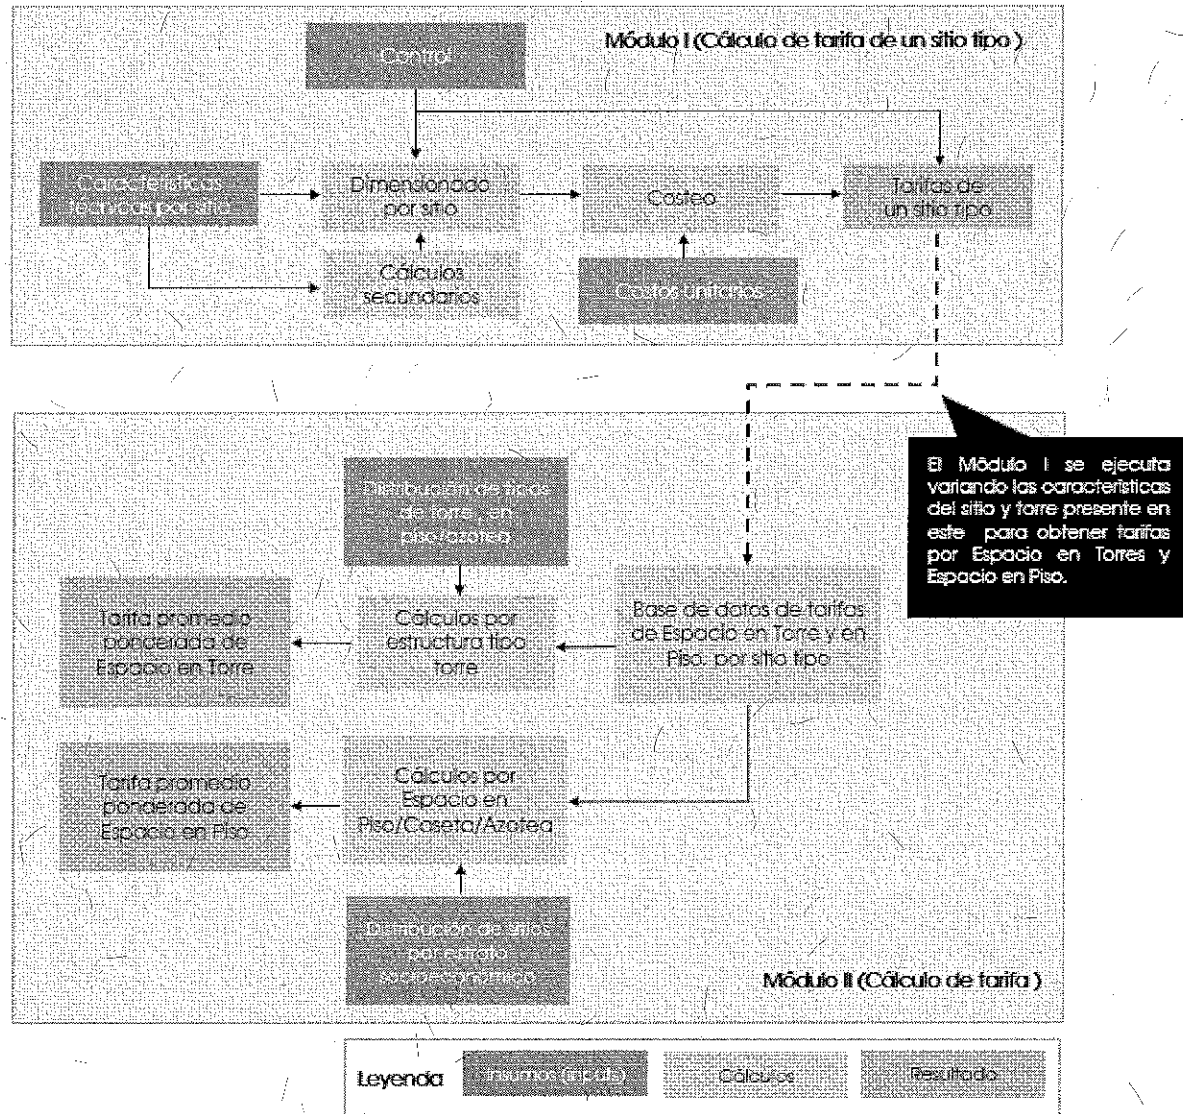 Módulo I (Cálculo de tarifa de un sitio tipo )
Control
Características
técnicas por sitio
Dimensionado
por sitio
Costeo
Tarifas de
un sitio tipo
Cálculos
secundarios
Costos unitarios
El Módulo I se ejecuta
variando las características
del sitio y torre presente en
este para obtener tarifas
por Espacio en Torres y
Espacio en Piso.
Distribución de tipos
de torre en
piso/azotea
Tarifa promedio
ponderada de
Espacio en Torre
Cálculos por
estructura tipo
torre
Base de datos de tarifas
de Espacio en Torre y en
Piso, por sitio tipo
Tarifa promedio
ponderada de
Espacio en Piso
Cálculos por
Espacio en
Piso/Caseta/Azotea
Distribución de sitios
por estrato
socioeconómico
Módulo II (Cálculo de tarifa )
Leyenda
Insumos (inputs)
Cálculos
Resultado